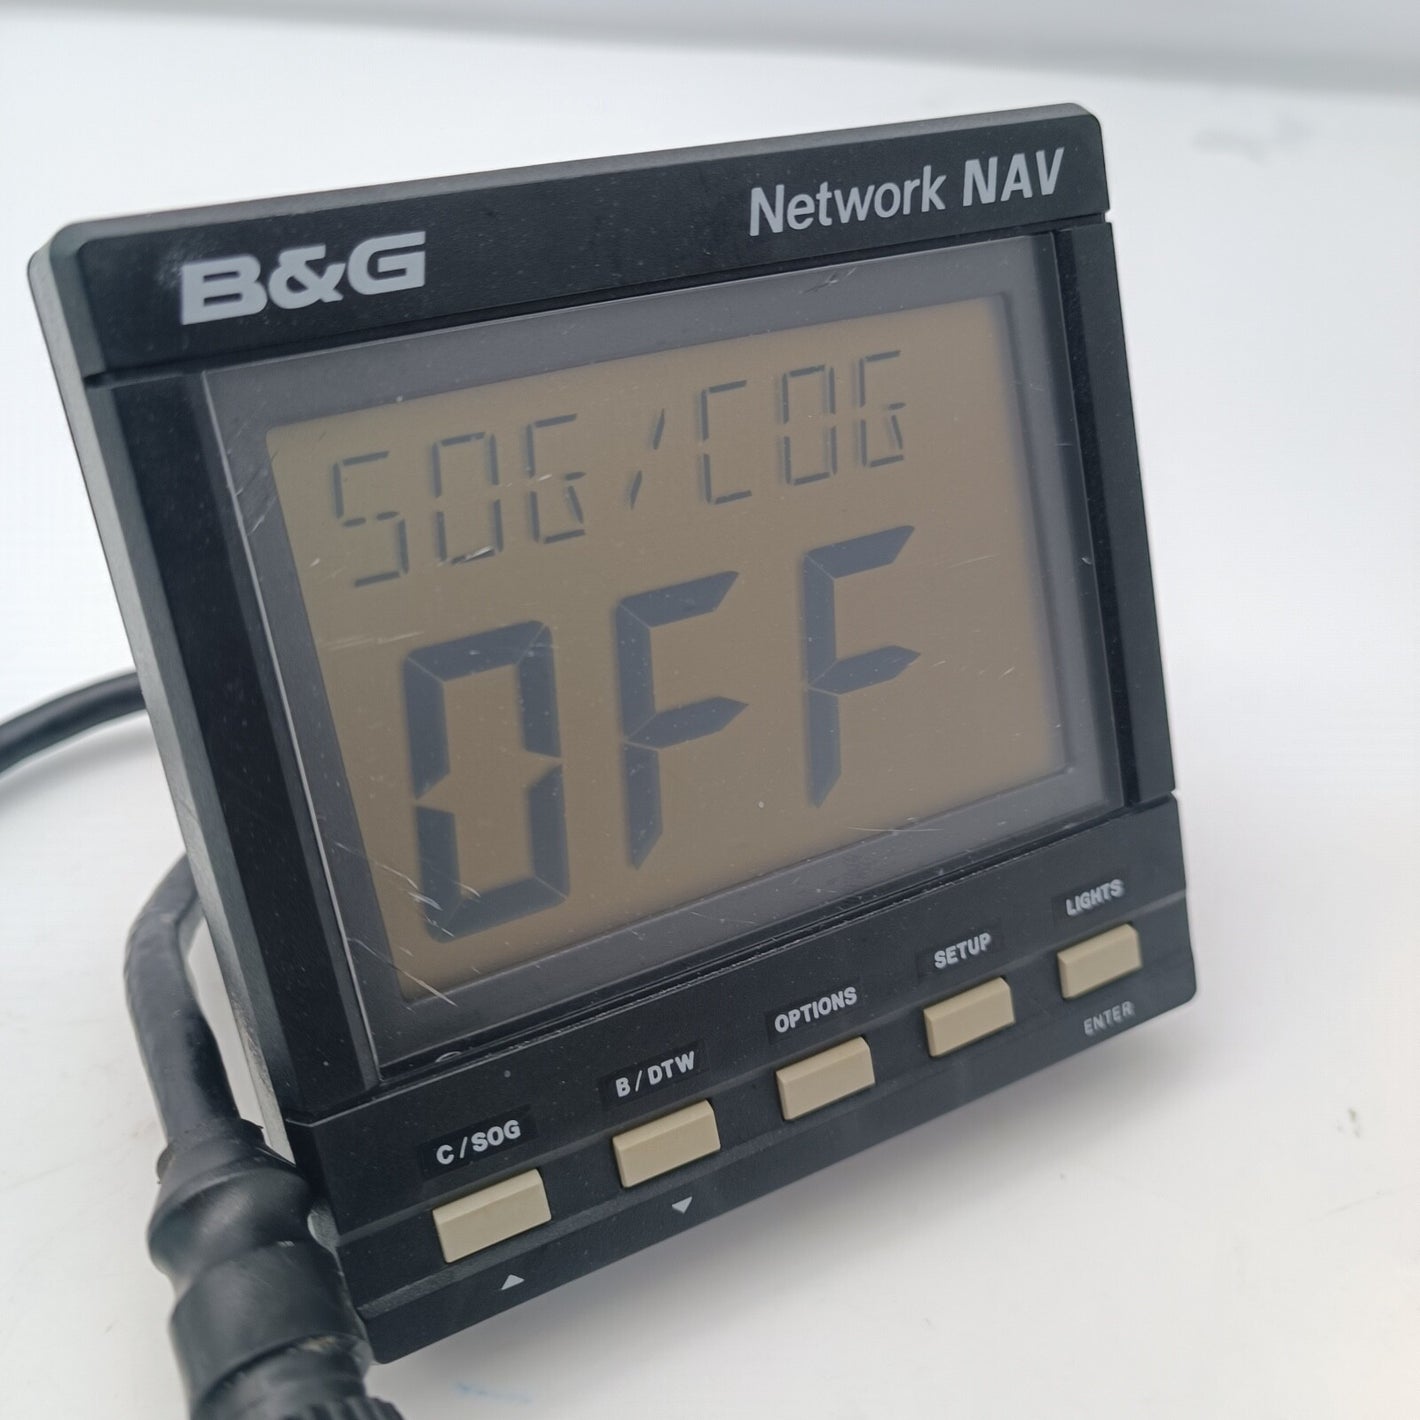 B&G Network NAV
SOG/COG
OFF
C/SOG B/DTW OPTIONS SETUP LIGHTS
ENTER